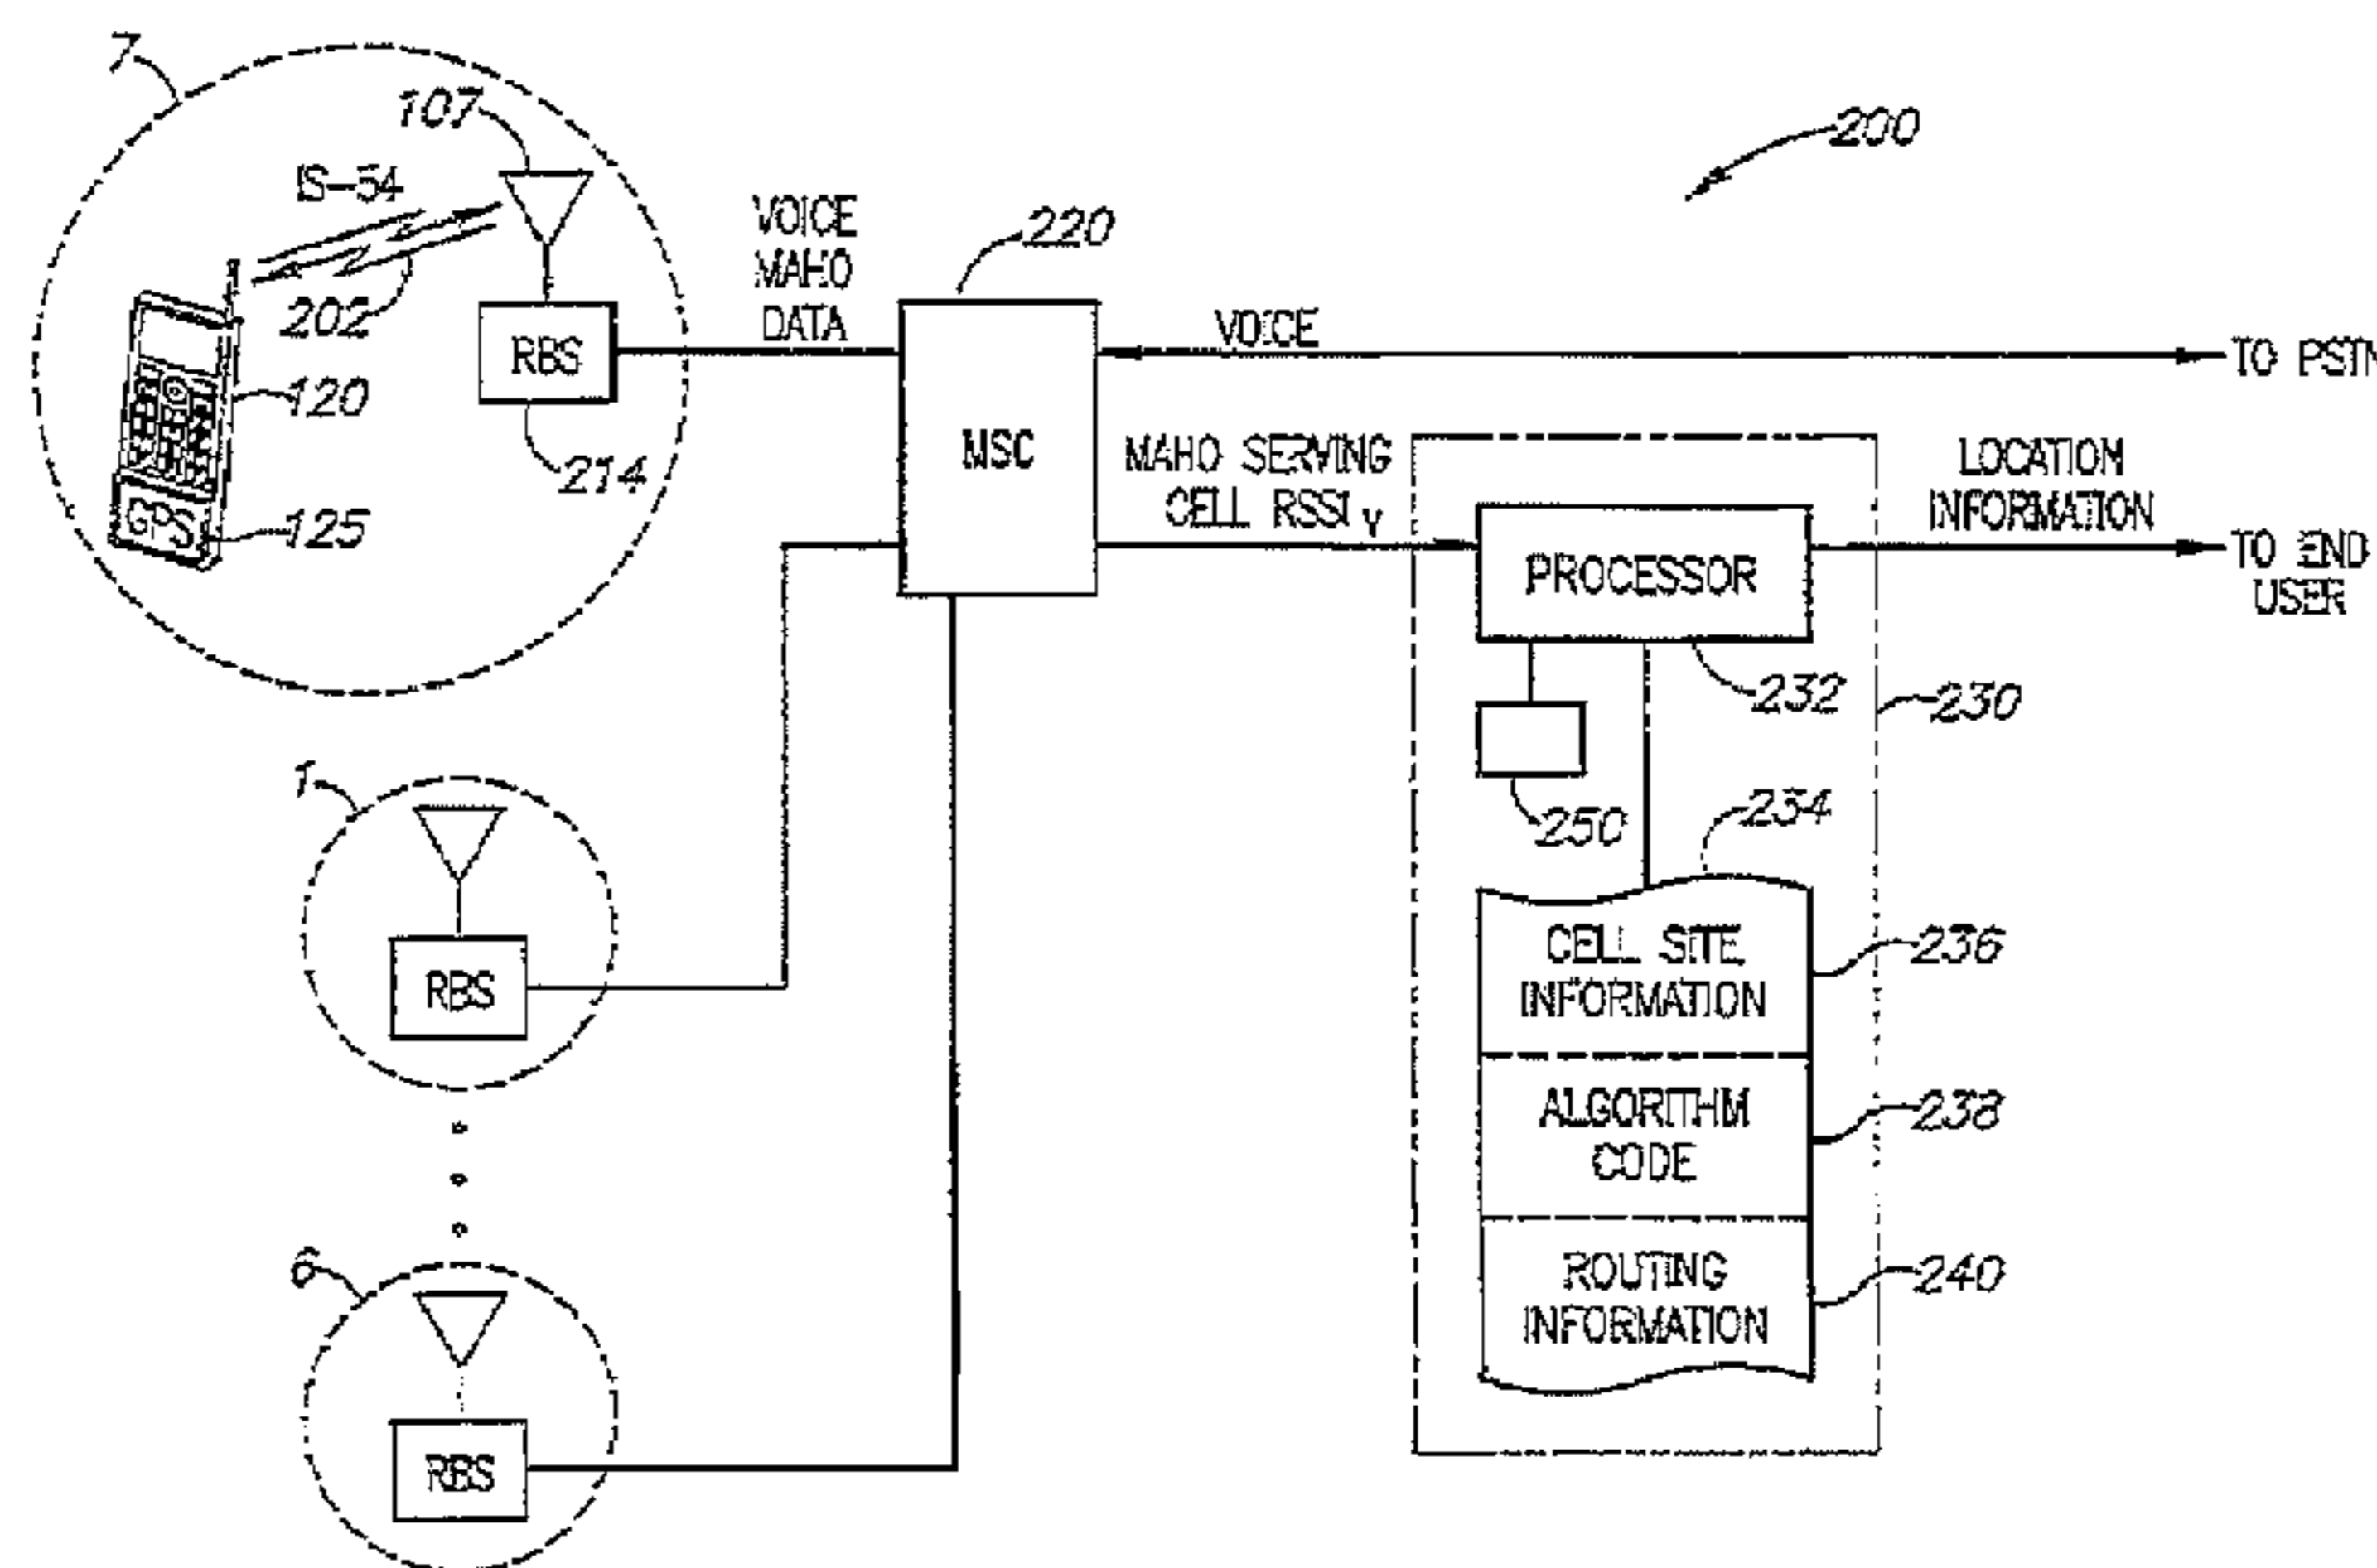 7
107
200
IS-54
VOICE
MAHO
DATA
220
202
RBS
VOICE
TO PSTN
120
214
MSC
MAHO SERVING
CELL RSSI
LOCATION
INFORMATION
125
PROCESSOR
TO END
USER
232
230
1
250
234
RBS
CELL SITE
INFORMATION
236
ALGORITHM
CODE
238
6
ROUTING
INFORMATION
240
RBS